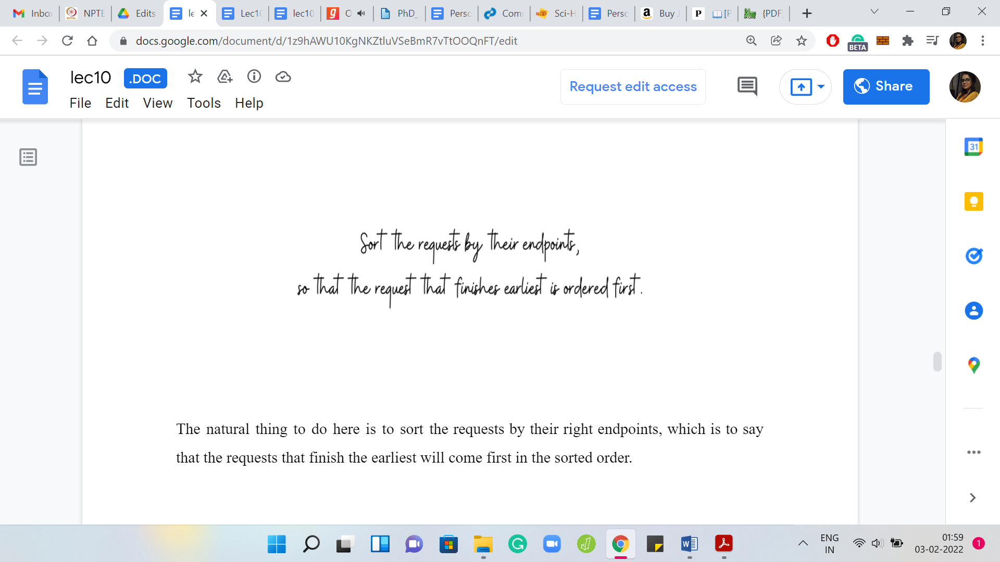 Inbo NPTE Edits le Lec1 lec10 O PhD_ Perso Com Sci-H Perso Buy J [P {PDF
docs.google.com/document/d/1z9hAWU10KgNKZtluVSeBmR7vTtOOQnFT/edit
BETA
lec10 .DOC
Request edit access
Share
File Edit View Tools Help
31
Sort the requests by their endpoints,
so that the request that finishes earliest is ordered first.
The natural thing to do here is to sort the requests by their right endpoints, which is to say
that the requests that finish the earliest will come first in the sorted order.
ENG
IN
01:59
03-02-2022
1